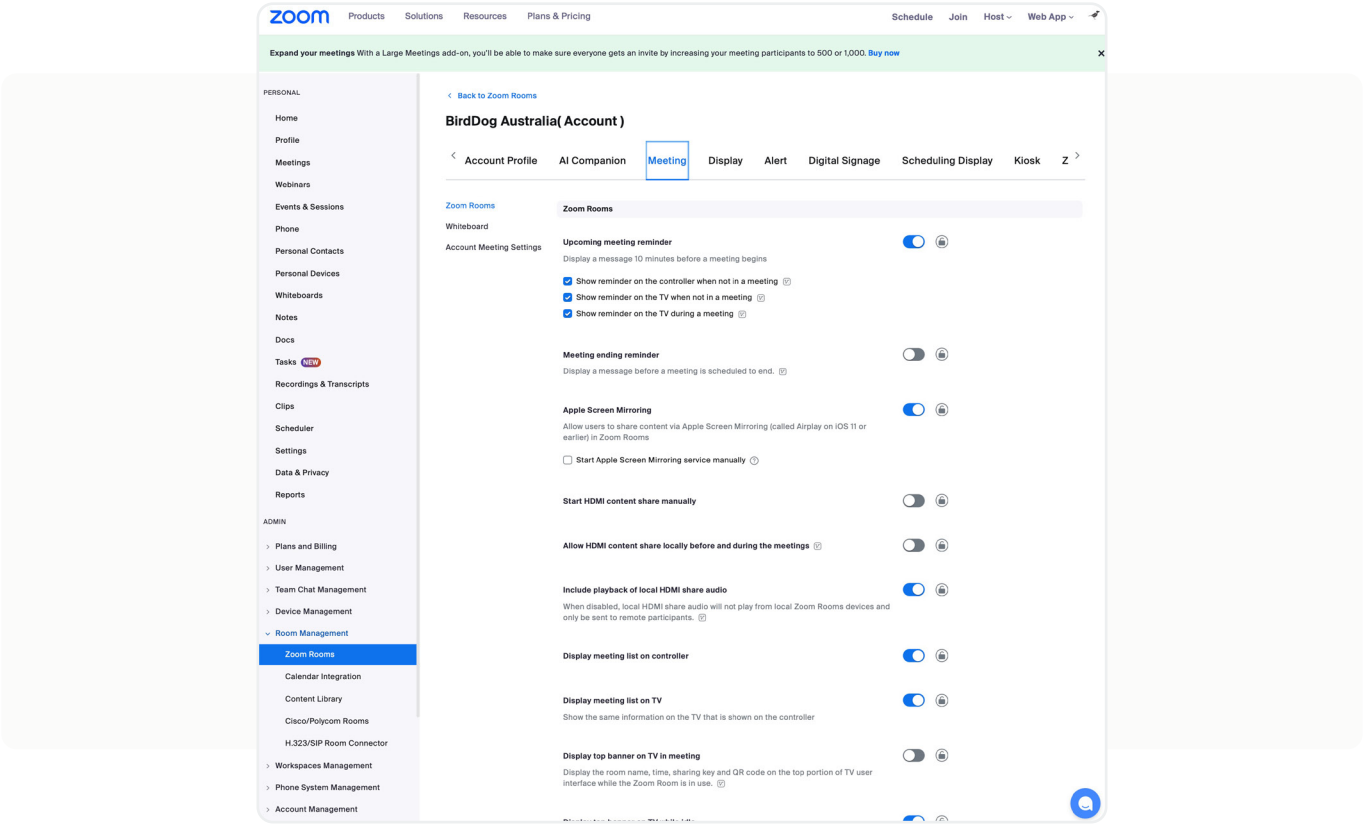 zoom Products Solutions Resources Plans & Pricing Schedule Join Host Web App
Expand your meetings With a Large Meetings add-on, you'll be able to make sure everyone gets an invite by increasing your meeting participants to 500 or 1,000. Buy now
PERSONAL
Home
Profile
Meetings
Webinars
Events & Sessions
Phone
Personal Contacts
Personal Devices
Whiteboards
Notes
Docs
Tasks NEW
Recordings & Transcripts
Clips
Scheduler
Settings
Data & Privacy
Reports
ADMIN
Plans and Billing
User Management
Team Chat Management
Device Management
Room Management
Zoom Rooms
Calendar Integration
Content Library
Cisco/Polycom Rooms
H.323/SIP Room Connector
Workspaces Management
Phone System Management
Account Management
Back to Zoom Rooms
BirdDog Australia( Account )
Account Profile AI Companion Meeting Display Alert Digital Signage Scheduling Display Kiosk Z
Zoom Rooms
Whiteboard
Account Meeting Settings
Zoom Rooms
Upcoming meeting reminder
Display a message 10 minutes before a meeting begins
Show reminder on the controller when not in a meeting
Show reminder on the TV when not in a meeting
Show reminder on the TV during a meeting
Meeting ending reminder
Display a message before a meeting is scheduled to end.
Apple Screen Mirroring
Allow users to share content via Apple Screen Mirroring (called Airplay on iOS 11 or
earlier) in Zoom Rooms
Start Apple Screen Mirroring service manually
Start HDMI content share manually
Allow HDMI content share locally before and during the meetings
Include playback of local HDMI share audio
When disabled, local HDMI share audio will not play from local Zoom Rooms devices and
only be sent to remote participants.
Display meeting list on controller
Display meeting list on TV
Show the same information on the TV that is shown on the controller
Display top banner on TV in meeting
Display the room name, time, sharing key and QR code on the top portion of TV user
interface while the Zoom Room is in use.